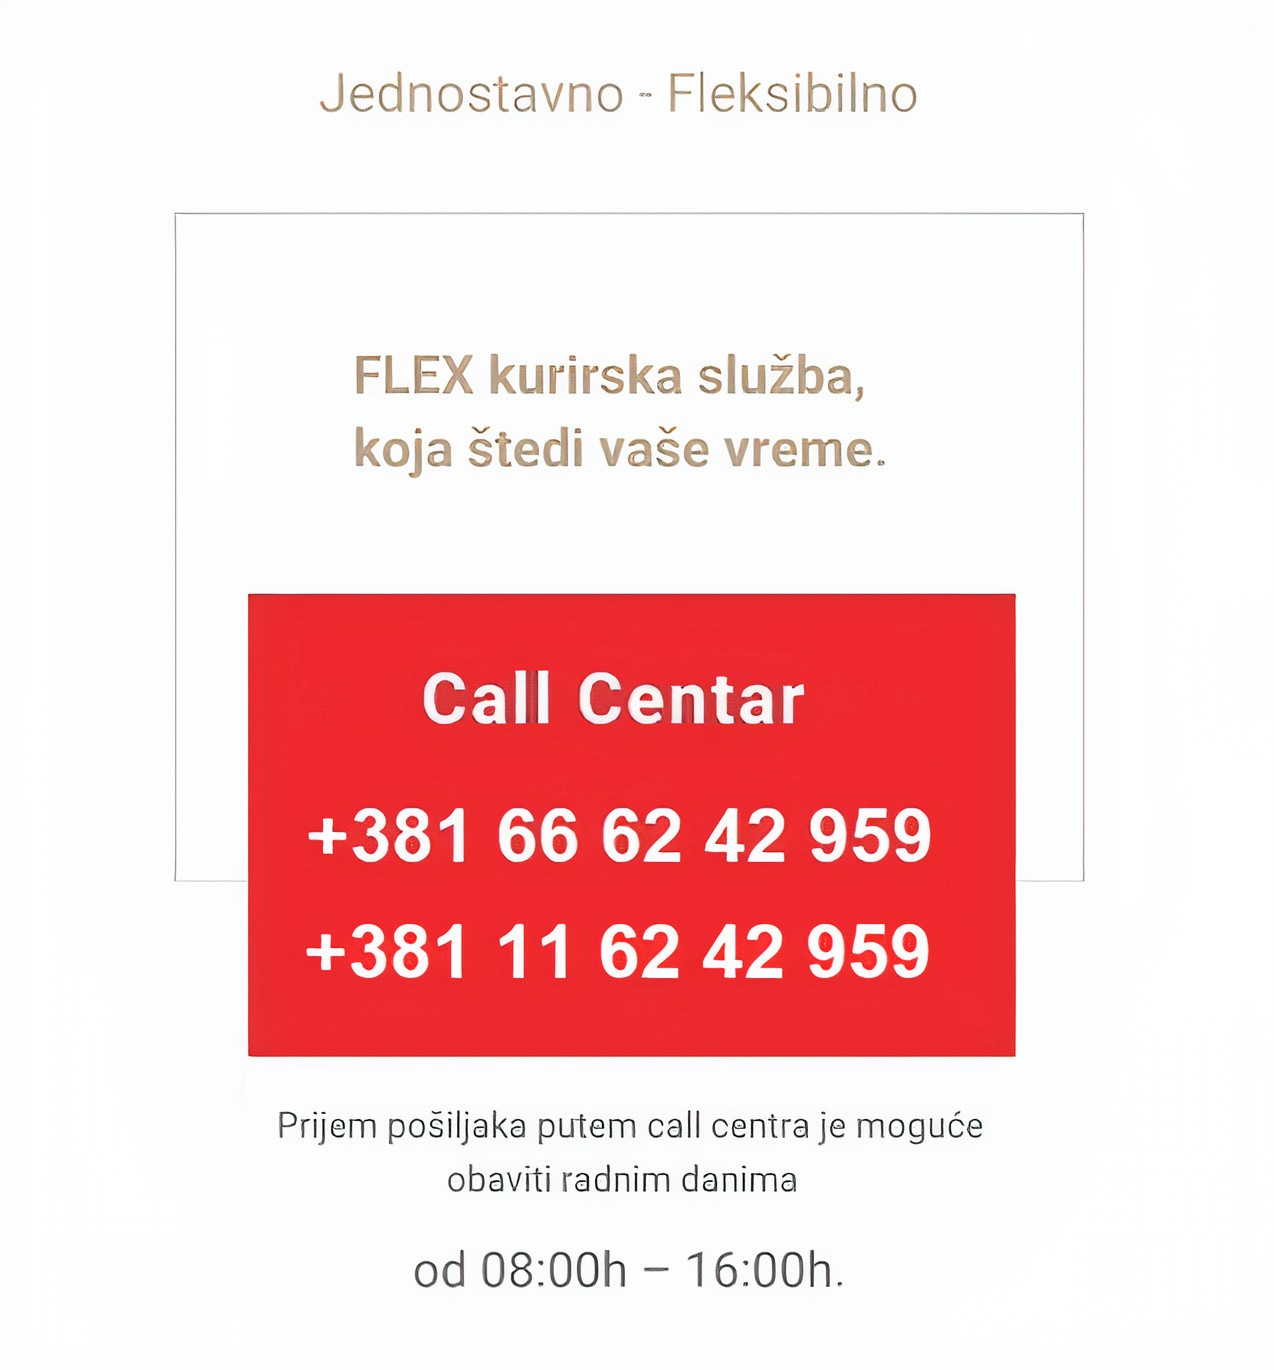 Jednostavno - Fleksibilno
FLEX kurirska služba,
koja štedi vaše vreme.
Call Centar
+381 66 62 42 959
+381 11 62 42 959
Prijem pošiljaka putem call centra je moguće
obaviti radnim danima
od 08:00h – 16:00h.